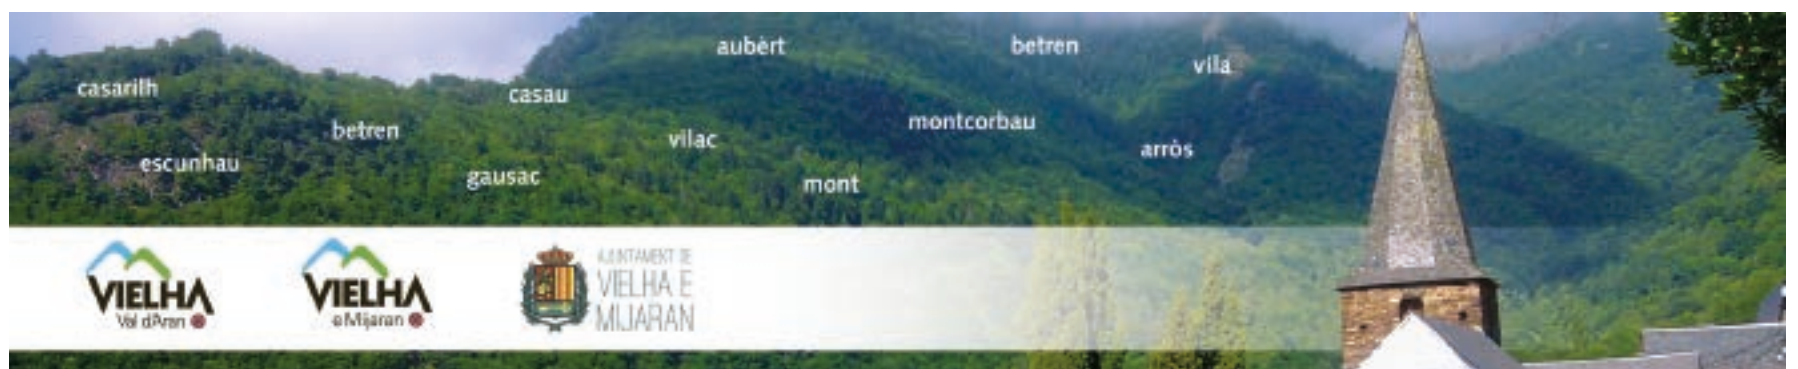 aubèrt
betren
vila
casarilh
casau
montcorbau
betren
vilac
arròs
escunhau
gausac
mont
VIELHA
Val d'Aran
VIELHA
e Mijaran
AJUNTAMENT DE
VIELHA E
MIJARAN